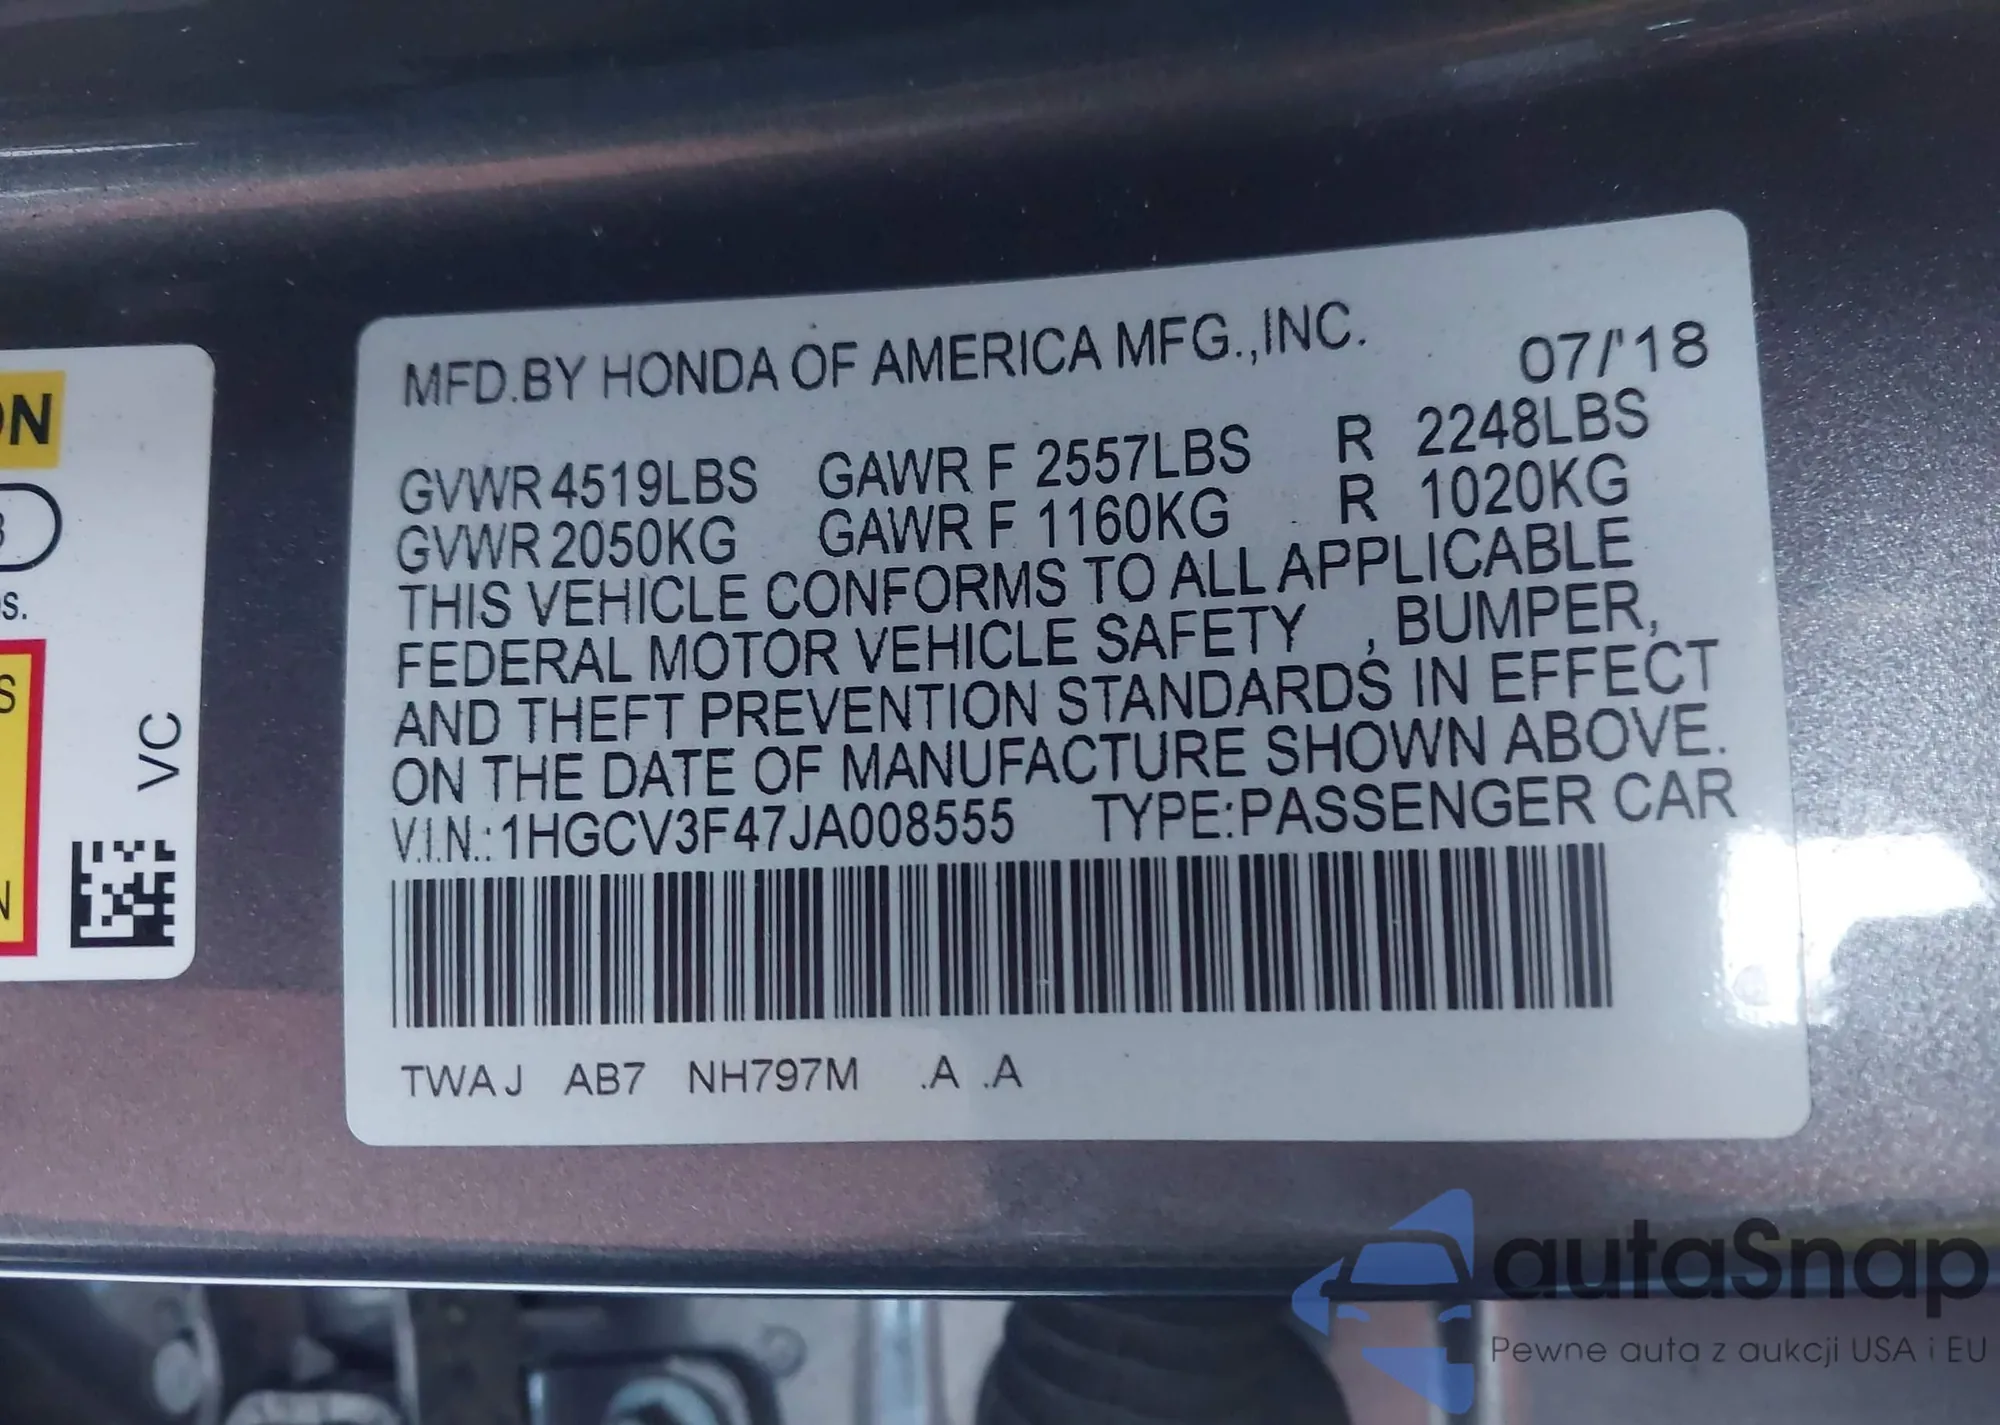 ON
S.
S
N
VC
MFD.BY HONDA OF AMERICA MFG.,INC. 07/'18
GVWR 4519LBS GAWR F 2557LBS R 2248LBS
GVWR 2050KG GAWR F 1160KG R 1020KG
THIS VEHICLE CONFORMS TO ALL APPLICABLE
FEDERAL MOTOR VEHICLE SAFETY , BUMPER,
AND THEFT PREVENTION STANDARDS IN EFFECT
ON THE DATE OF MANUFACTURE SHOWN ABOVE.
V.I.N.: 1HGCV3F47JA008555 TYPE:PASSENGER CAR
TWAJ AB7 NH797M .A .A
autaSnap
Pewne auta z aukcji USA i EU